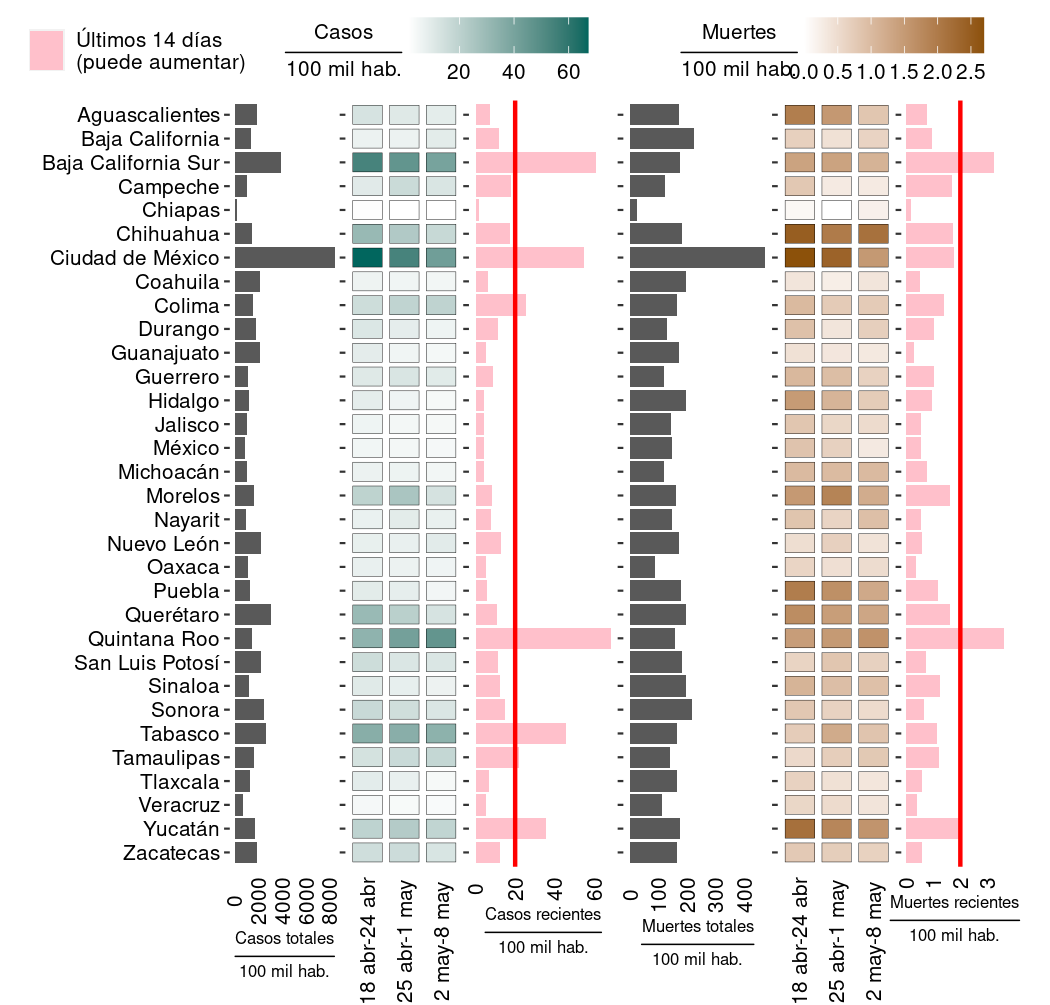 Últimos 14 días
(puede aumentar)
Casos
100 mil hab.
20 40 60
Muertes
100 mil hab.
0.0 0.5 1.0 1.5 2.0 2.5
Aguascalientes
Baja California
Baja California Sur
Campeche
Chiapas
Chihuahua
Ciudad de México
Coahuila
Colima
Durango
Guanajuato
Guerrero
Hidalgo
Jalisco
México
Michoacán
Morelos
Nayarit
Nuevo León
Oaxaca
Puebla
Querétaro
Quintana Roo
San Luis Potosí
Sinaloa
Sonora
Tabasco
Tamaulipas
Tlaxcala
Veracruz
Yucatán
Zacatecas
0 2000 4000 6000 8000
Casos totales
100 mil hab.
18 abr-24 abr
25 abr-1 may
2 may-8 may
0 20 40 60
Casos recientes
100 mil hab.
0 100 200 300 400
Muertes totales
100 mil hab.
18 abr-24 abr
25 abr-1 may
2 may-8 may
0 1 2 3
Muertes recientes
100 mil hab.